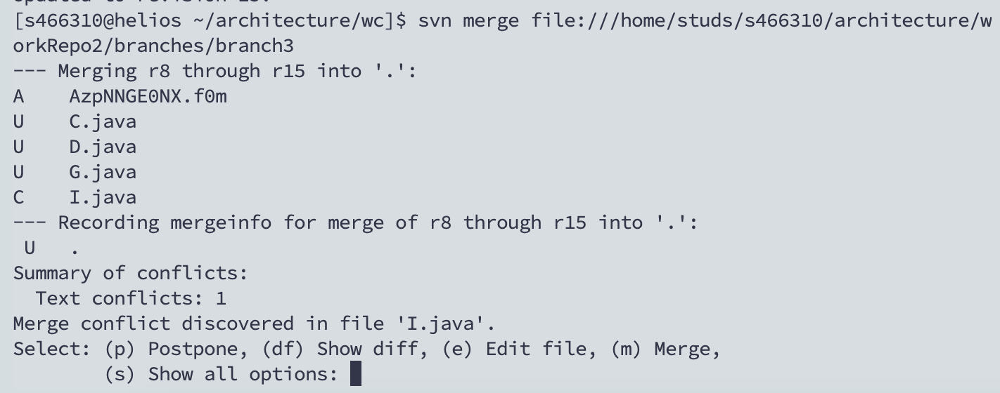 [s466310@helios ~/architecture/wc]$ svn merge file:///home/studs/s466310/architecture/w
orkRepo2/branches/branch3
--- Merging r8 through r15 into '.':
A    AzpNNGE0NX.f0m
U    C.java
U    D.java
U    G.java
C    I.java
--- Recording mergeinfo for merge of r8 through r15 into '.':
 U   .
Summary of conflicts:
  Text conflicts: 1
Merge conflict discovered in file 'I.java'.
Select: (p) Postpone, (df) Show diff, (e) Edit file, (m) Merge,
        (s) Show all options: